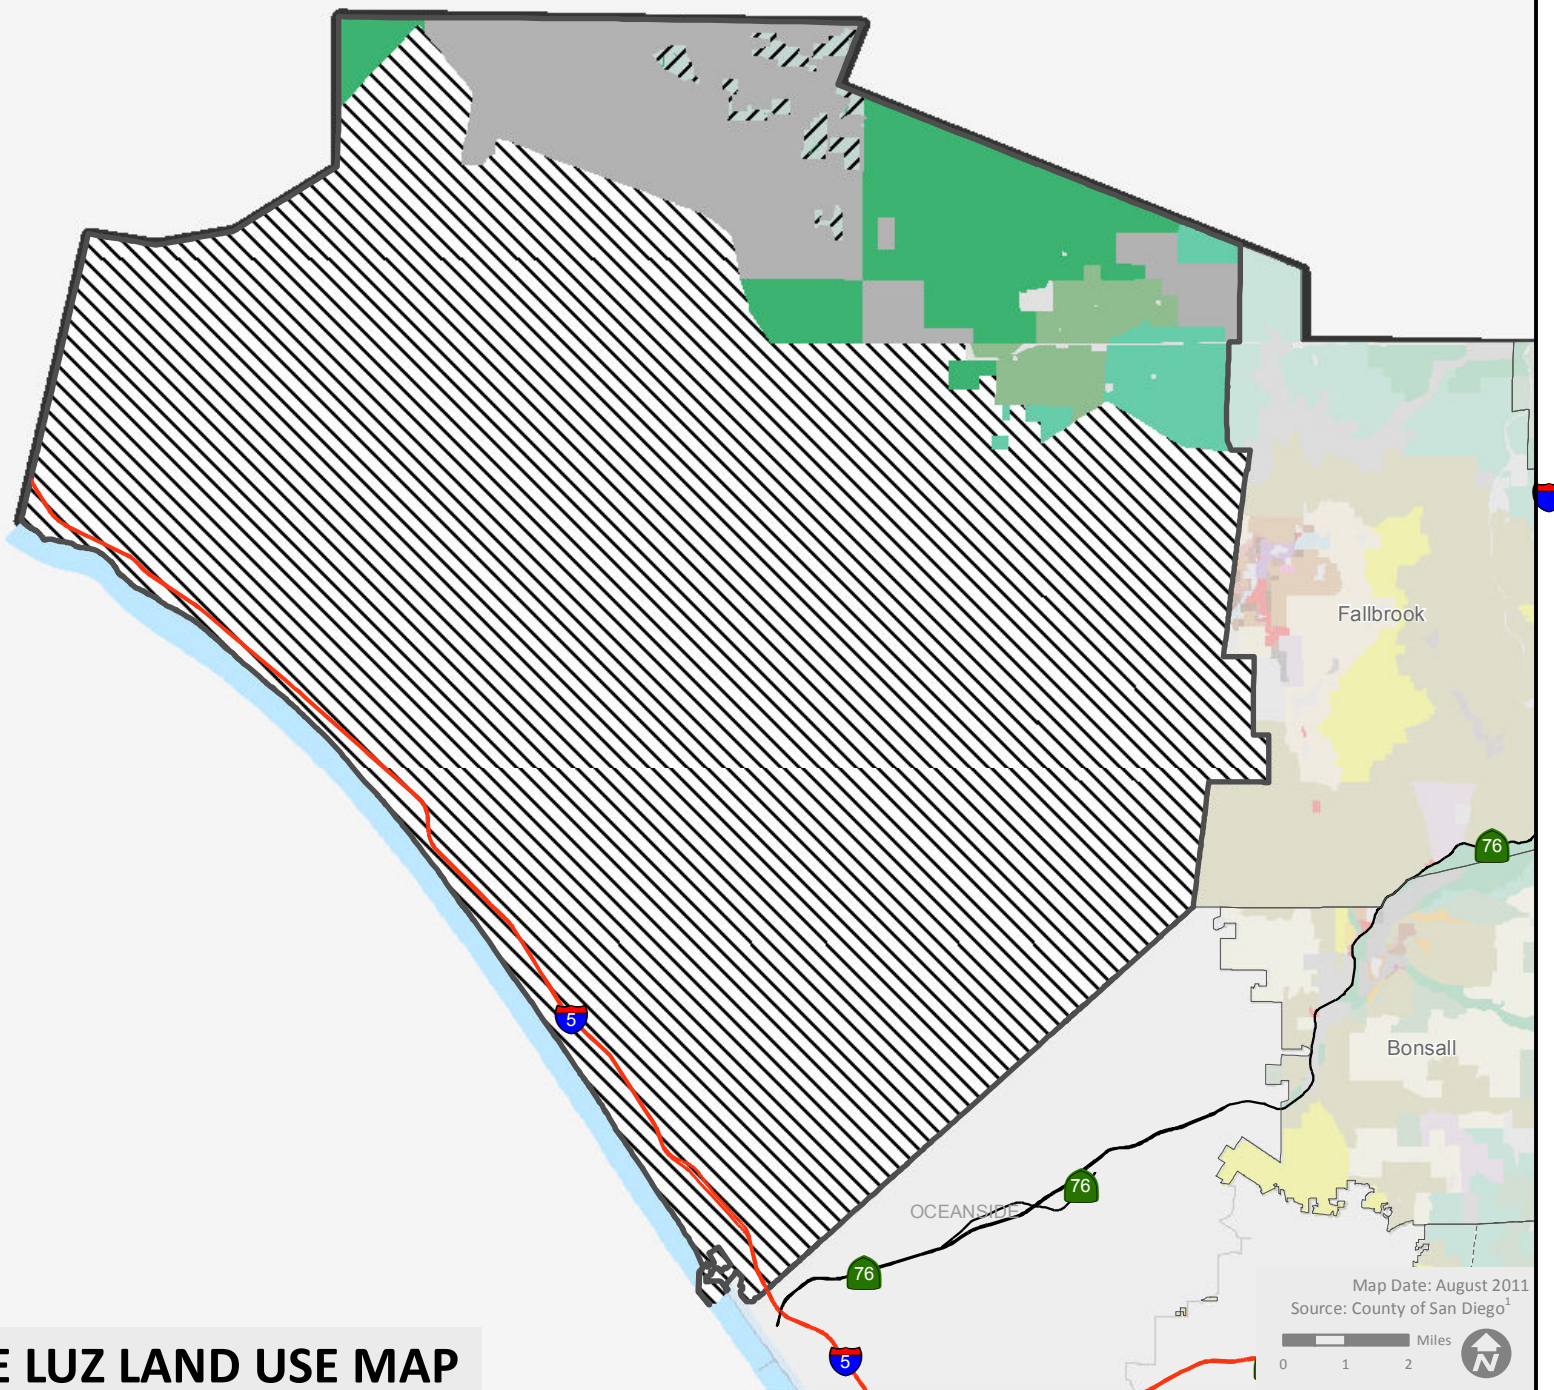 Fallbrook
76
5
Bonsall
76
OCEANSIDE
76
Map Date: August 2011
Source: County of San Diego1
Miles
0 1 2
N
5
LUZ LAND USE MAP